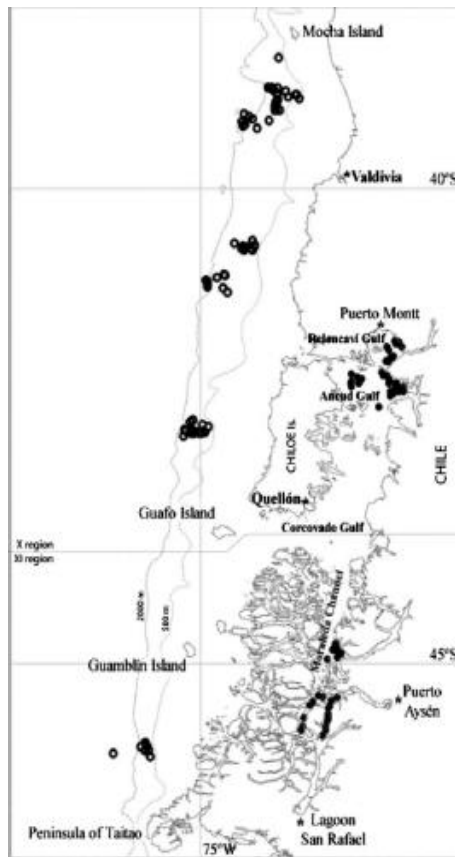 Mocha Island
Valdivia
40°S
Puerto Montt
Reloncavi Gulf
Ancud Gulf
CHILOE Is.
CHILE
Quellón
Guafo Island
Corcovado Gulf
X region
XI region
2000 m
500 m
Moraleda Channel
45°S
Guamblin Island
Puerto
Aysén
Lagoon
San Rafael
Peninsula of Taitao
75°W